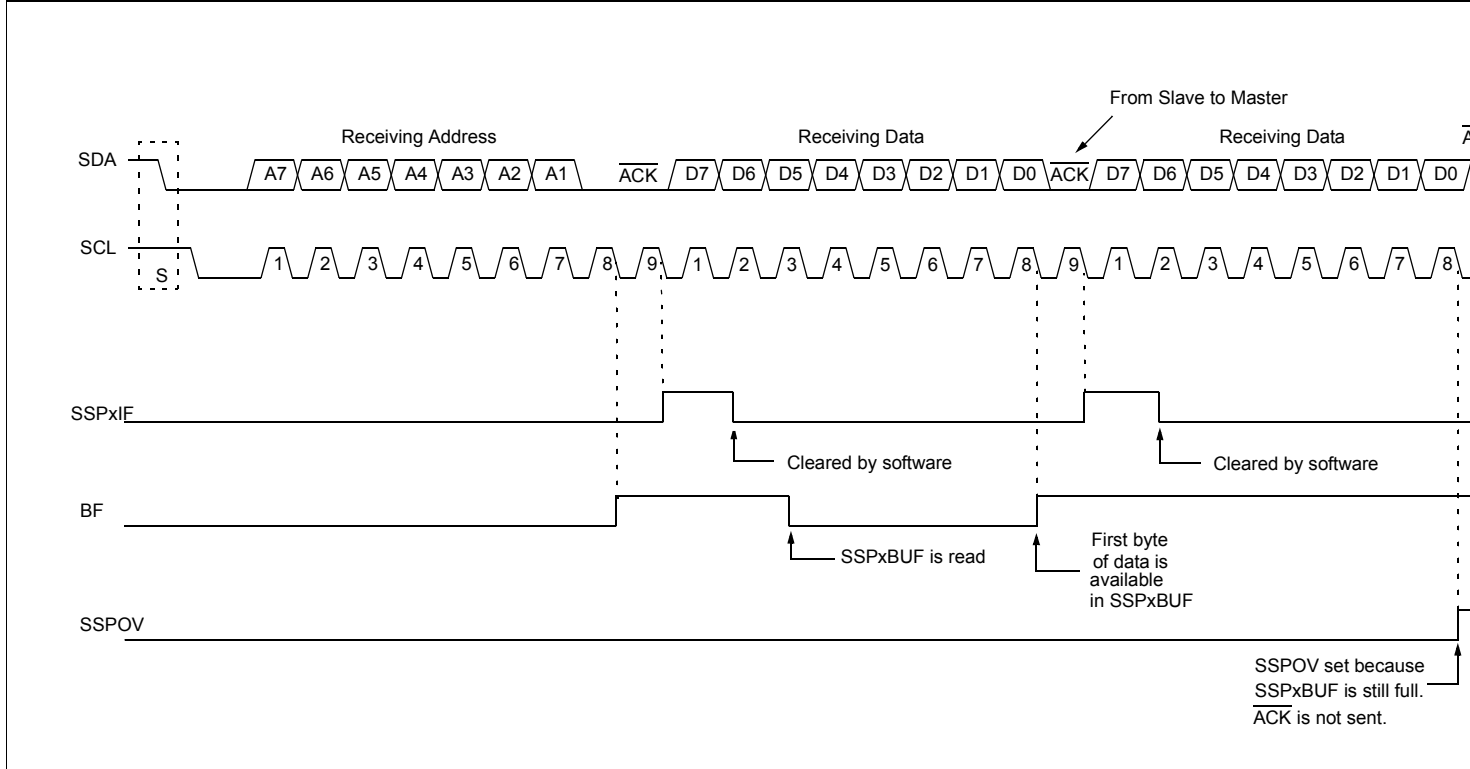 From Slave to Master
Receiving Address
Receiving Data
Receiving Data
SDA
A7 A6 A5 A4 A3 A2 A1 ACK D7 D6 D5 D4 D3 D2 D1 D0 ACK D7 D6 D5 D4 D3 D2 D1 D0
SCL
S
1 2 3 4 5 6 7 8 9 1 2 3 4 5 6 7 8 9 1 2 3 4 5 6 7 8
SSPxIF
Cleared by software
Cleared by software
BF
SSPxBUF is read
First byte
of data is
available
in SSPxBUF
SSPOV
SSPOV set because
SSPxBUF is still full.
ACK is not sent.